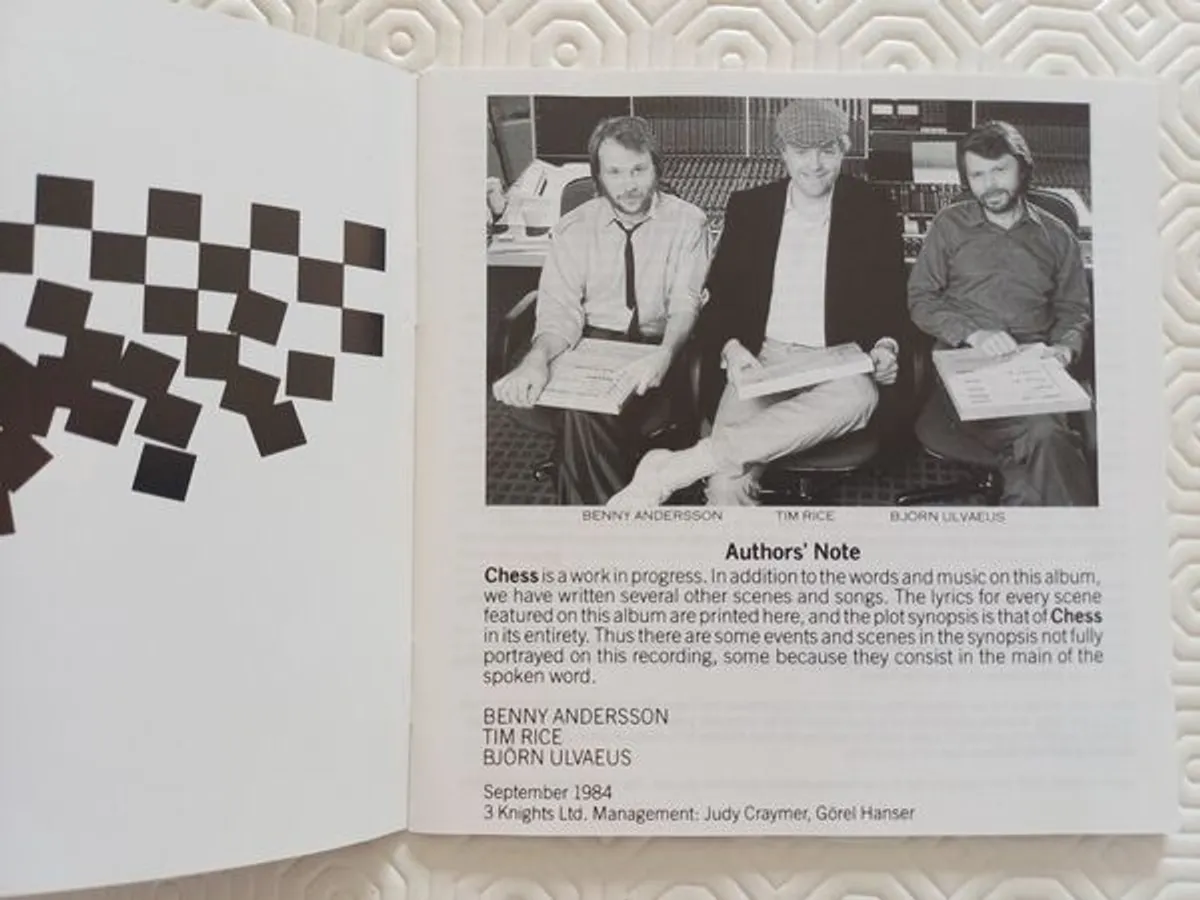 BENNY ANDERSSON TIM RICE BJÖRN ULVAEUS
Authors' Note
Chess is a work in progress. In addition to the words and music on this album,
we have written several other scenes and songs. The lyrics for every scene
featured on this album are printed here, and the plot synopsis is that of Chess
in its entirety. Thus there are some events and scenes in the synopsis not fully
portrayed on this recording, some because they consist in the main of the
spoken word.
BENNY ANDERSSON
TIM RICE
BJÖRN ULVAEUS
September 1984
3 Knights Ltd. Management: Judy Craymer, Görel Hanser